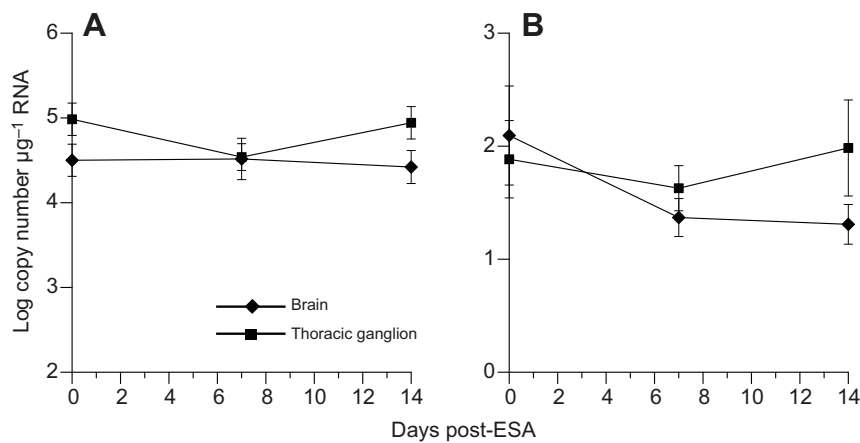 A
B
6
5
4
3
2
3
2
1
0
Log copy number µg⁻¹ RNA
Brain
Thoracic ganglion
0 2 4 6 8 10 12 14
0 2 4 6 8 10 12 14
Days post-ESA